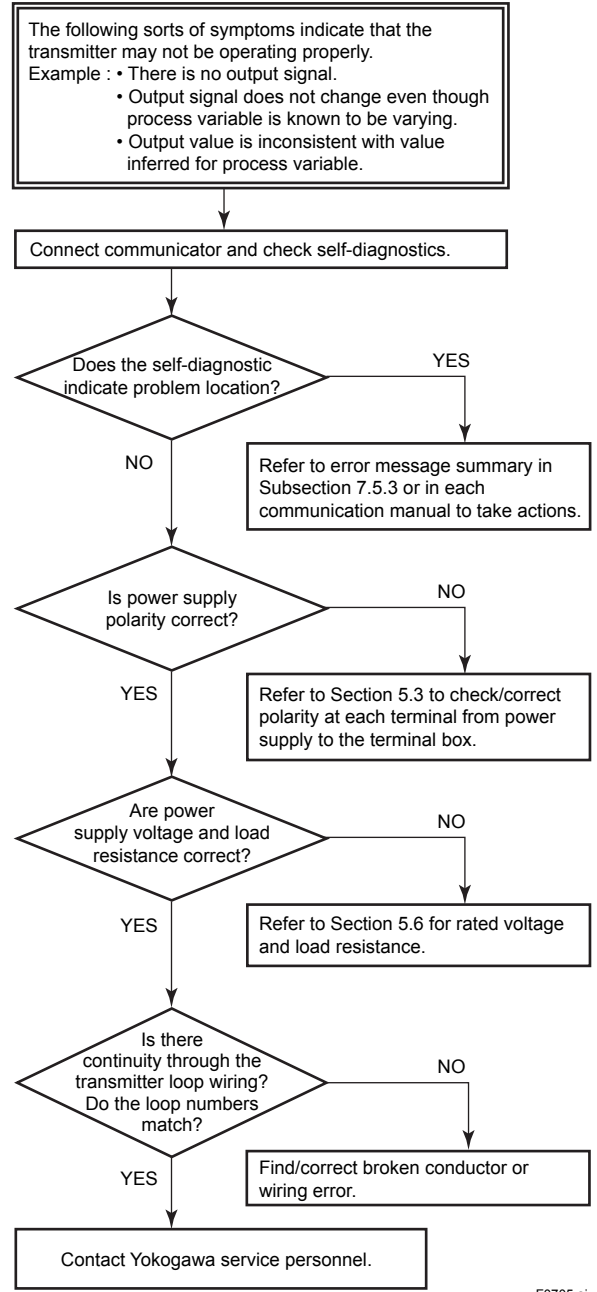 The following sorts of symptoms indicate that the
transmitter may not be operating properly.
Example : • There is no output signal.
• Output signal does not change even though
process variable is known to be varying.
• Output value is inconsistent with value
inferred for process variable.
Connect communicator and check self-diagnostics.
Does the self-diagnostic
indicate problem location?
YES
NO
Refer to error message summary in
Subsection 7.5.3 or in each
communication manual to take actions.
Is power supply
polarity correct?
NO
YES
Refer to Section 5.3 to check/correct
polarity at each terminal from power
supply to the terminal box.
Are power
supply voltage and load
resistance correct?
NO
YES
Refer to Section 5.6 for rated voltage
and load resistance.
Is there
continuity through the
transmitter loop wiring?
Do the loop numbers
match?
NO
YES
Find/correct broken conductor or
wiring error.
Contact Yokogawa service personnel.